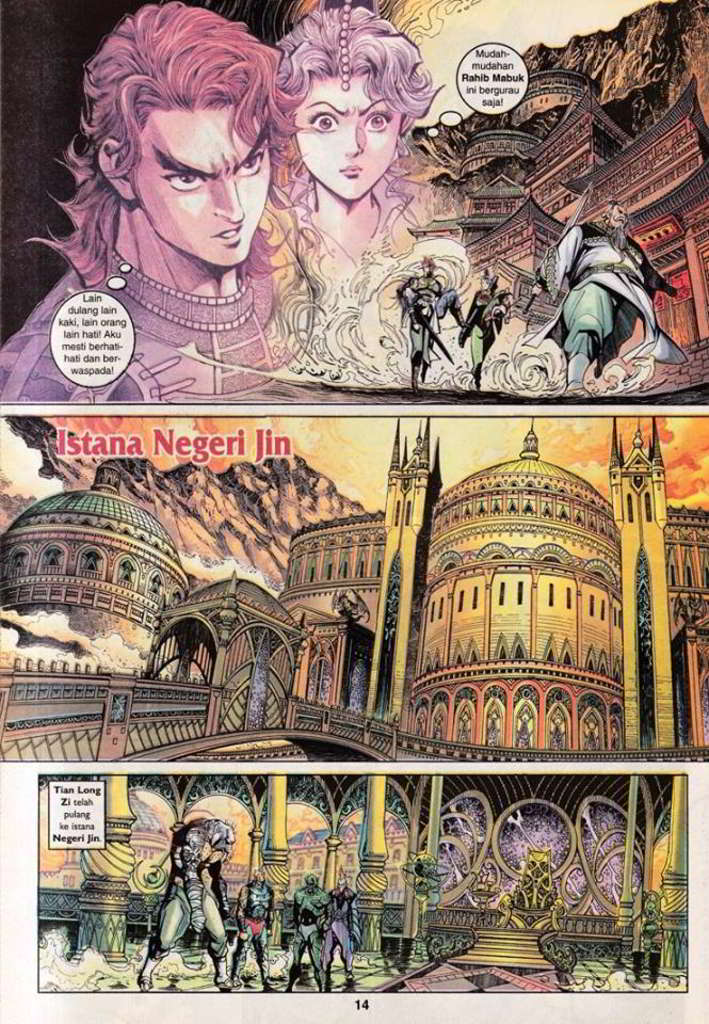 Mudah-
mudahan
Rahib Mabuk
ini bergurau
saja!
Lain
dulang lain
kaki, lain orang
lain hati! Aku
mesti berhati-
hati dan ber-
waspada!
Istana Negeri Jin
Tian Long
Zi telah
pulang
ke istana
Negeri Jin.
14